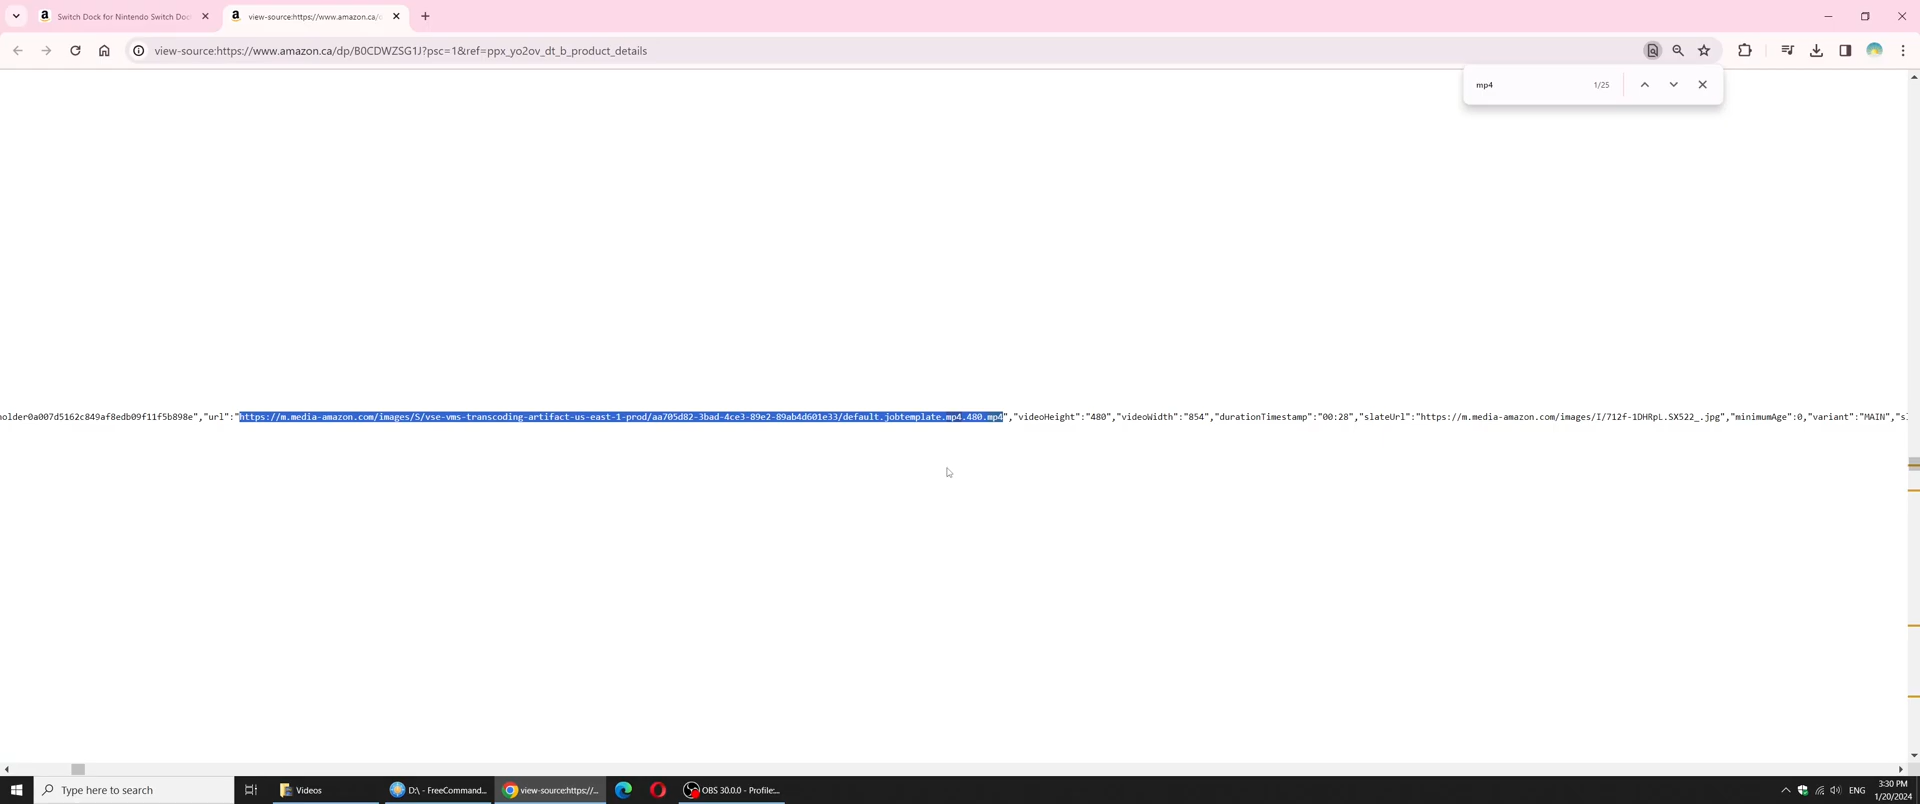 Switch Dock for Nintendo Switch Doc
view-source:https://www.amazon.ca/d
view-source:https://www.amazon.ca/dp/B0CDWZSG1J?psc=1&ref=ppx_yo2ov_dt_b_product_details
mp4 1/25
older0a007d5162c849af8edb09f11f5b898e","url":"https://m.media-amazon.com/images/S/vse-vms-transcoding-artifact-us-east-1-prod/aa705d82-3bad-4ce3-89e2-89ab4d601e33/default.jobtemplate.mp4.480.mp4","videoHeight":"480","videoWidth":"854","durationTimestamp":"00:28","slateUrl":"https://m.media-amazon.com/images/I/712f-1DHRpL.SX522_.jpg","minimumAge":0,"variant":"MAIN","sl
Type here to search
Videos
D:\ - FreeCommand...
view-source:https://...
OBS 30.0.0 - Profile:...
ENG
3:30 PM
1/20/2024